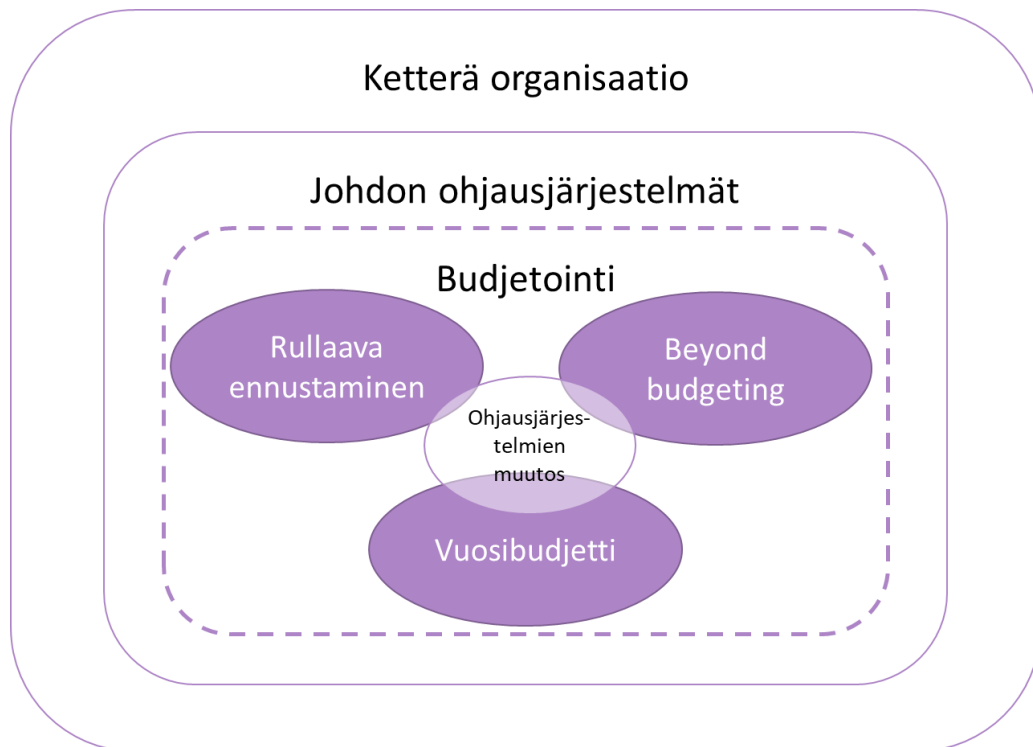 Ketterä organisaatio
Johdon ohjausjärjestelmät
Budjetointi
Rullaava
ennustaminen
Beyond
budgeting
Ohjausjärjes-
telmien
muutos
Vuosibudjetti